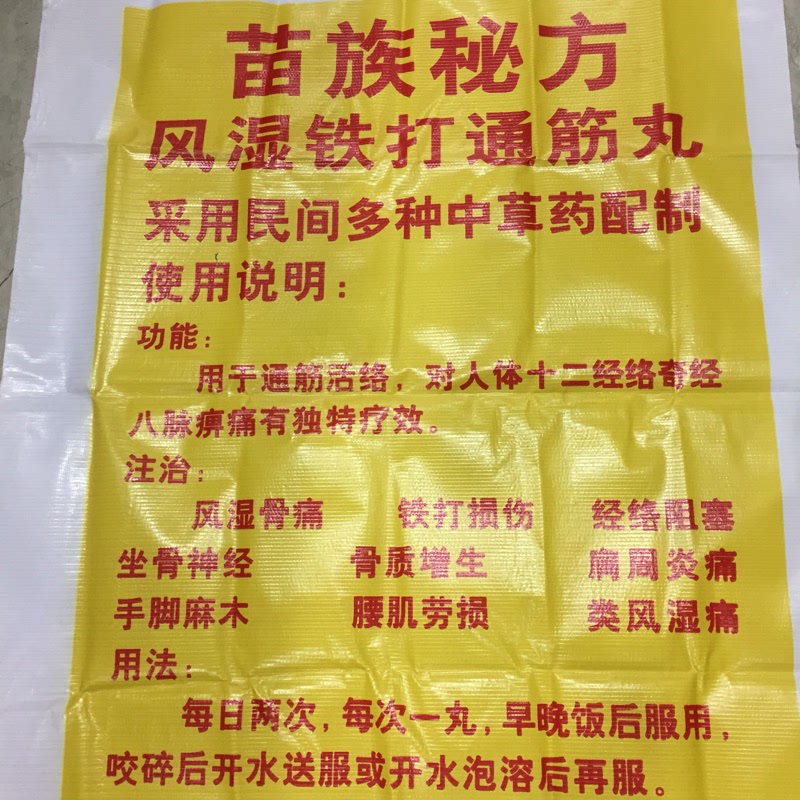 苗族秘方
风湿铁打通筋丸
采用民间多种中草药配制
使用说明：
功能：
用于通筋活络，对人体十二经络奇经
八脉痹痛有独特疗效。
注治：
风湿骨痛 铁打损伤 经络阻塞
坐骨神经 骨质增生 肩周炎痛
手脚麻木 腰肌劳损 类风湿痛
用法：
每日两次，每次一丸，早晚饭后服用，
咬碎后开水送服或开水泡溶后再服。